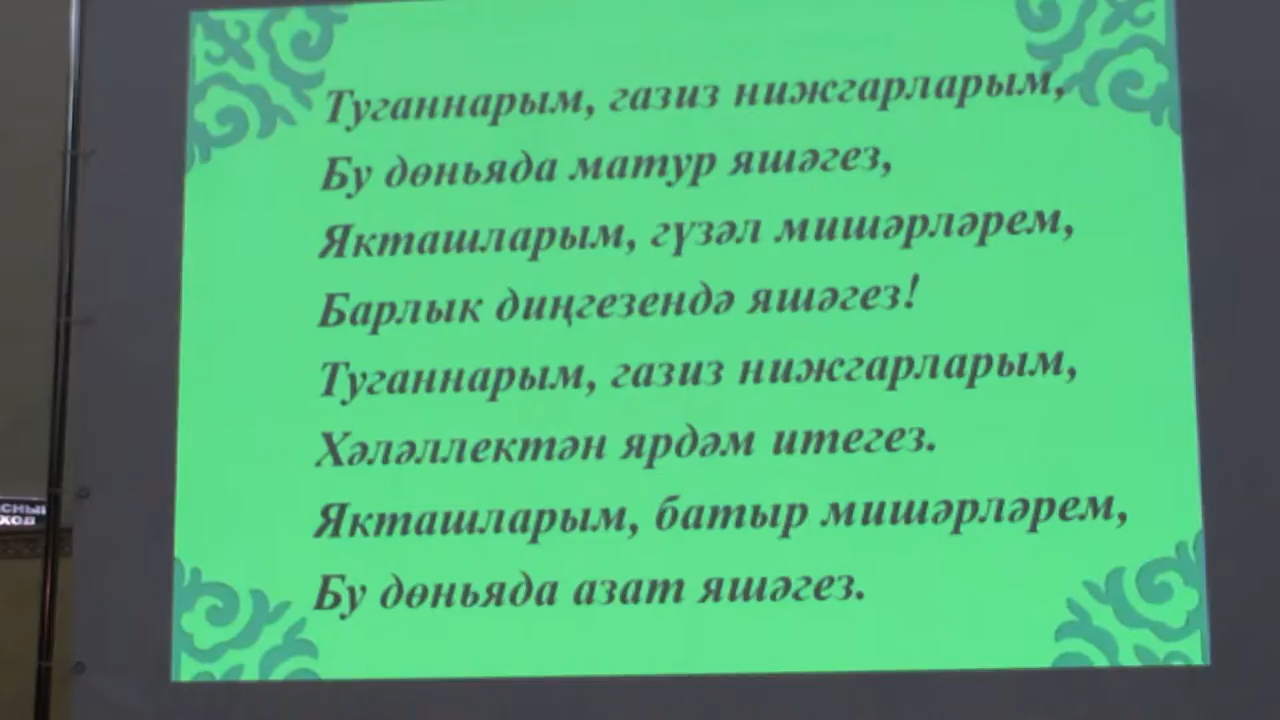 Туганнарым, газиз нижгарларым,
Бу дөньяда матур яшәгез,
Якташларым, гүзәл мишәрләрем,
Барлык диңгезендә яшәгез!
Туганнарым, газиз нижгарларым,
Хәләллектән ярдәм итегез.
Якташларым, батыр мишәрләрем,
Бу дөньяда азат яшәгез.